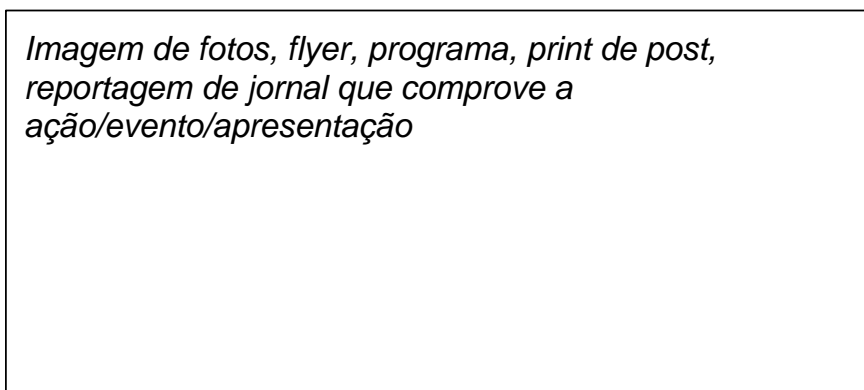 Imagem de fotos, flyer, programa, print de post,
reportagem de jornal que comprove a
ação/evento/apresentação